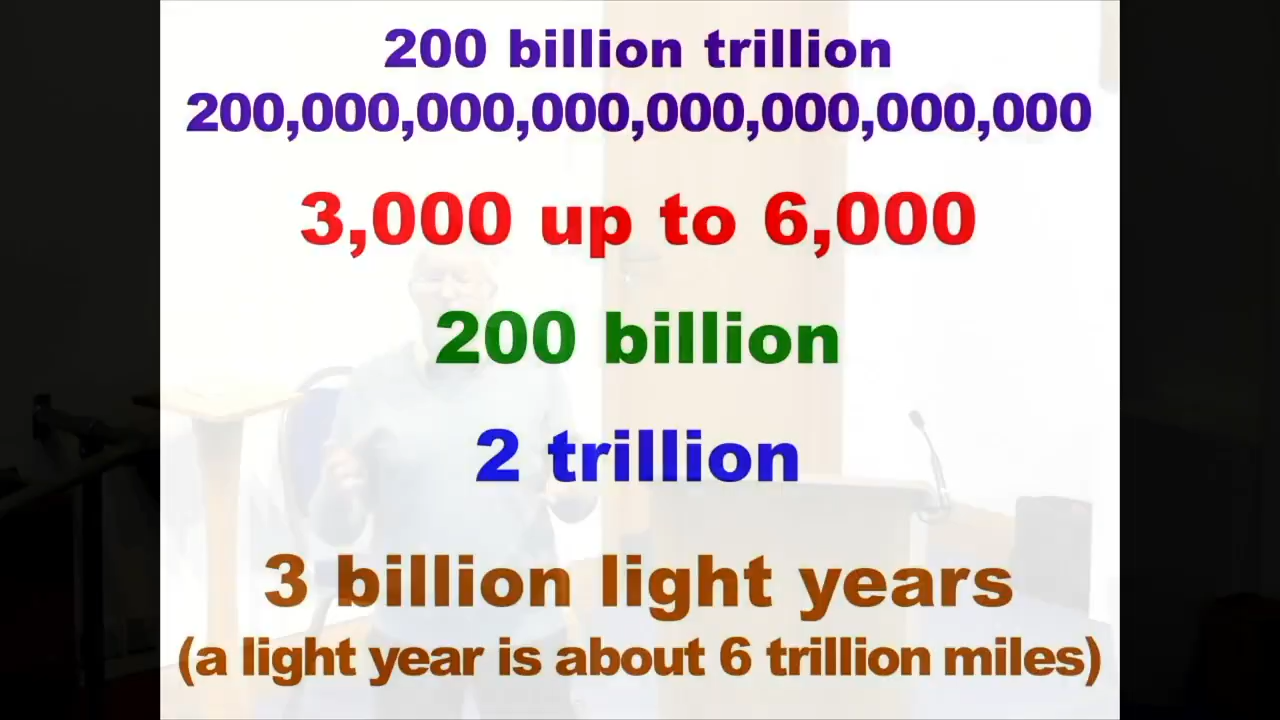 200 billion trillion
200,000,000,000,000,000,000,000
3,000 up to 6,000
200 billion
2 trillion
3 billion light years
(a light year is about 6 trillion miles)